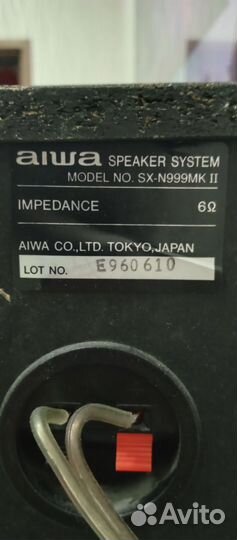 aiwa SPEAKER SYSTEM
MODEL NO. SX-N999MK II
IMPEDANCE 6Ω
AIWA CO.,LTD. TOKYO,JAPAN
LOT NO. E960610
Avito